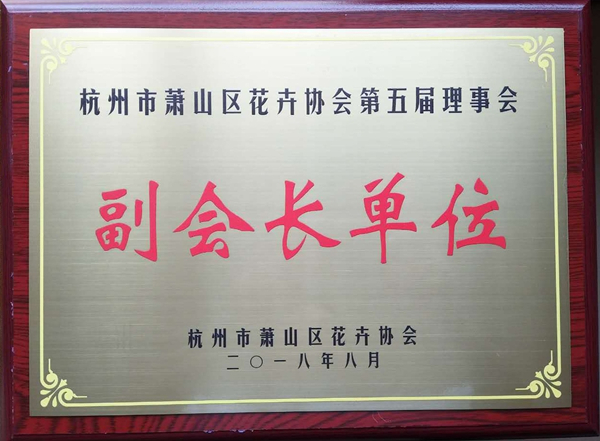 杭州市萧山区花卉协会第五届理事会
副会长单位
杭州市萧山区花卉协会
二〇一八年八月